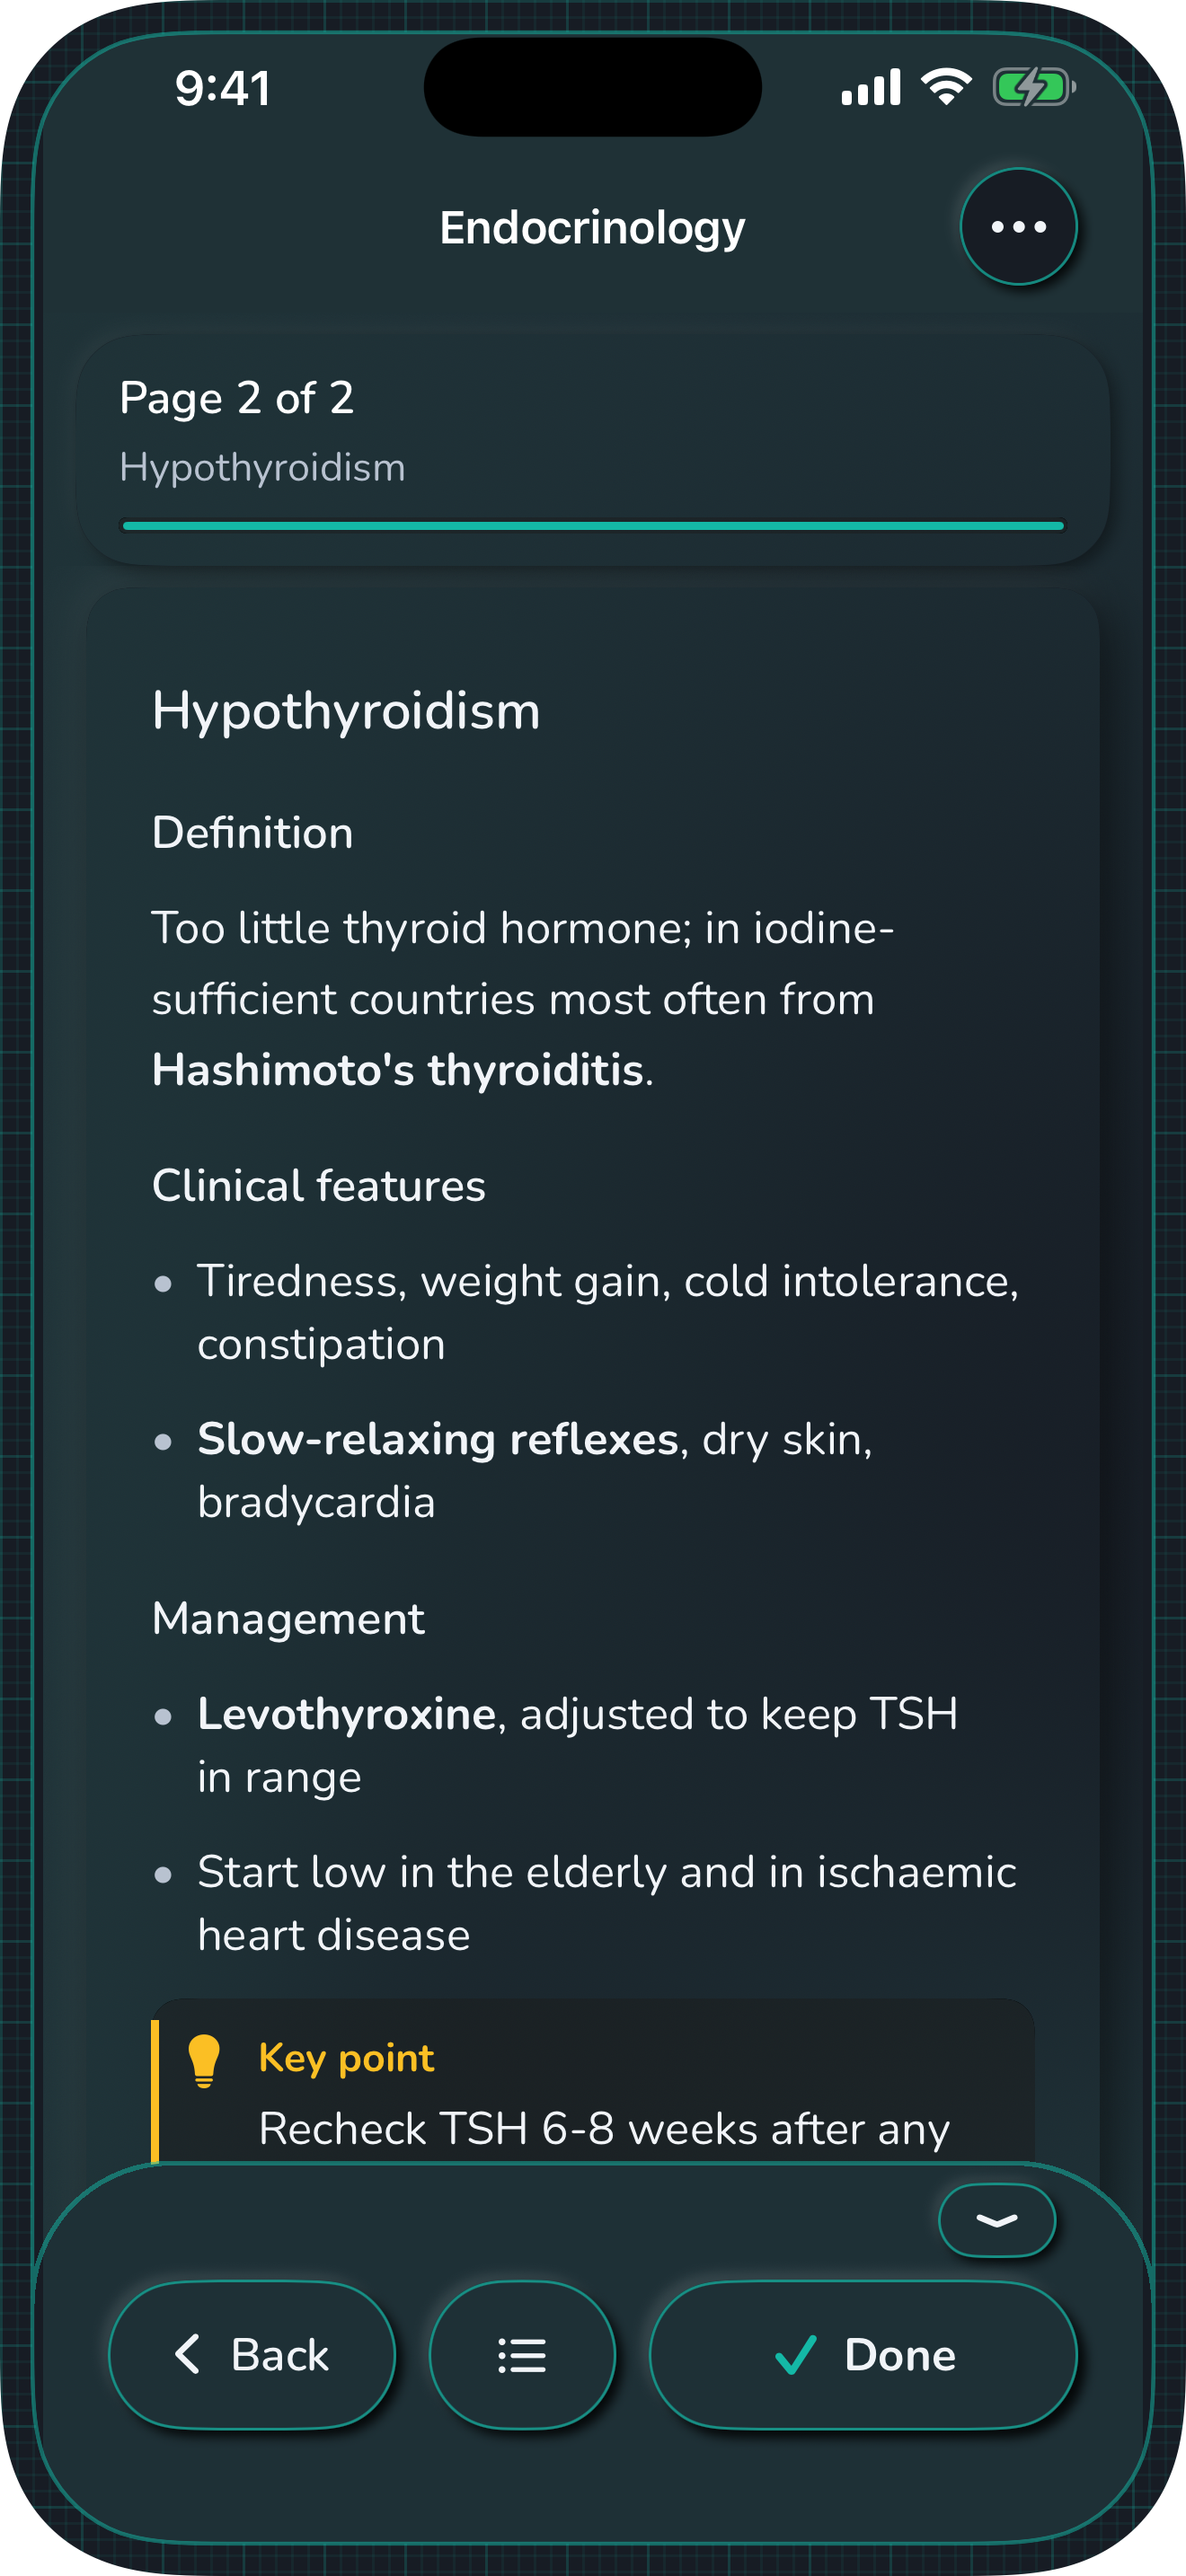 9:41
Endocrinology
Page 2 of 2
Hypothyroidism
Hypothyroidism
Definition
Too little thyroid hormone; in iodine-
sufficient countries most often from
Hashimoto's thyroiditis.
Clinical features
• Tiredness, weight gain, cold intolerance,
constipation
• Slow-relaxing reflexes, dry skin,
bradycardia
Management
• Levothyroxine, adjusted to keep TSH
in range
• Start low in the elderly and in ischaemic
heart disease
Key point
Recheck TSH 6-8 weeks after any
Back
Done